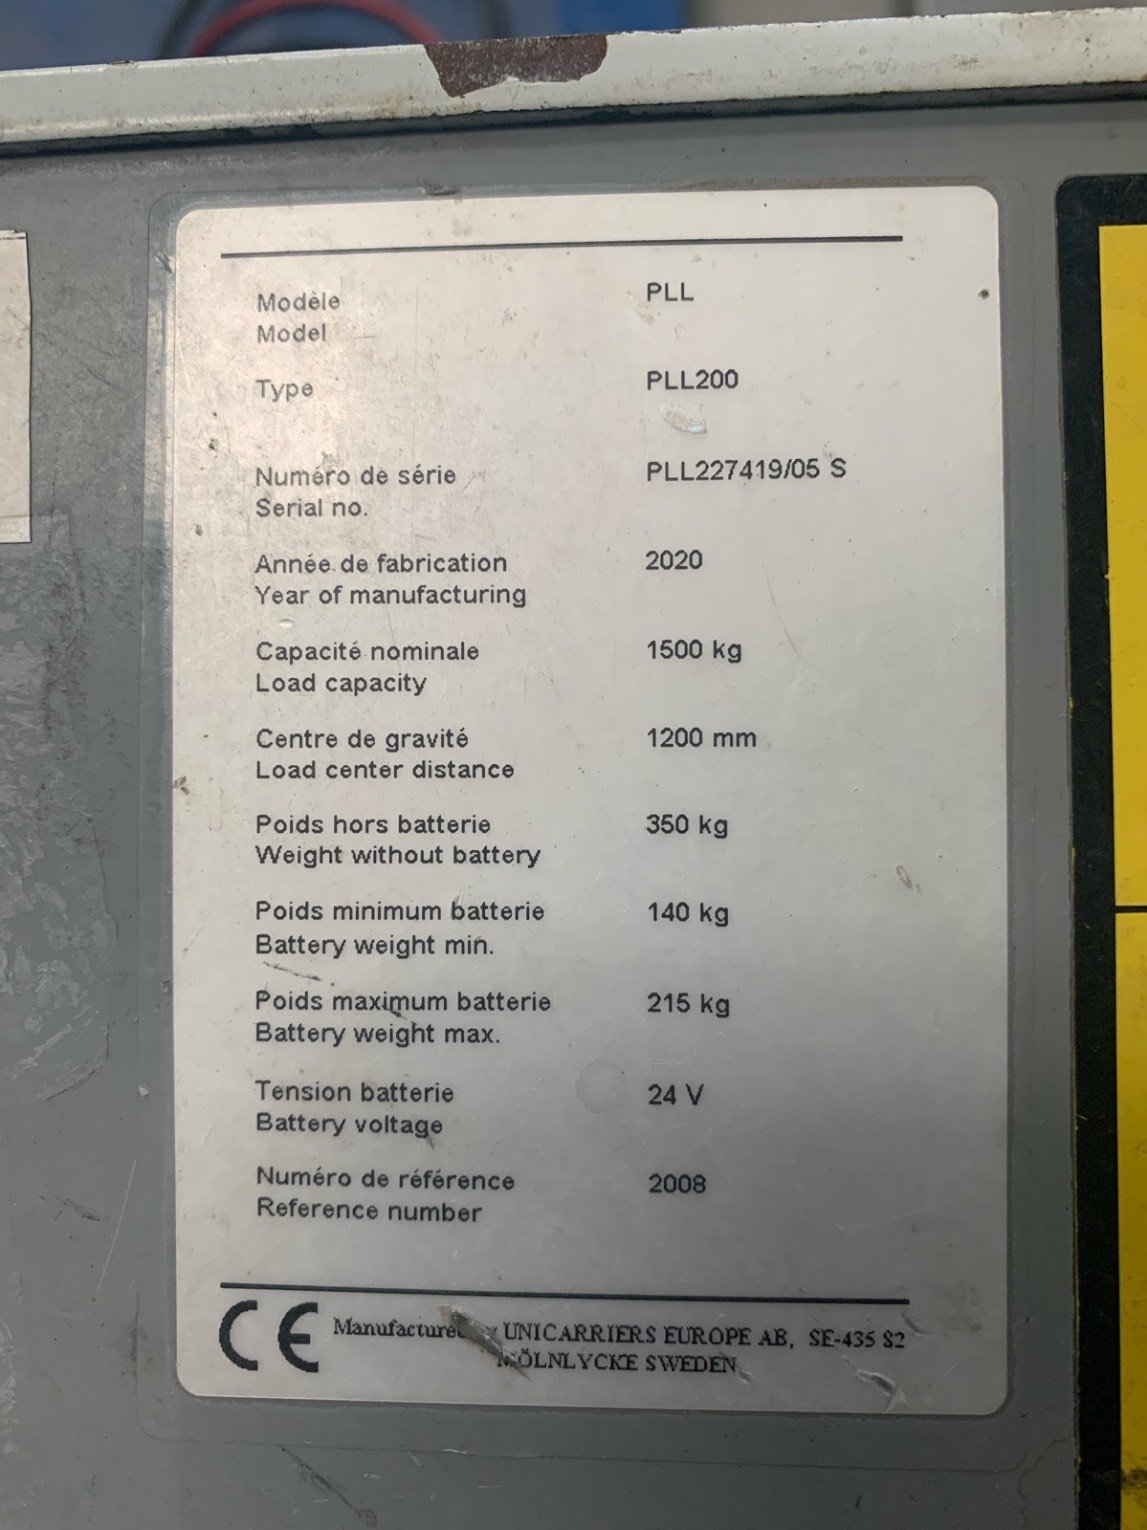 Modèle PLL
Model
Type PLL200
Numéro de série PLL227419/05 S
Serial no.
Année de fabrication 2020
Year of manufacturing
Capacité nominale 1500 kg
Load capacity
Centre de gravité 1200 mm
Load center distance
Poids hors batterie 350 kg
Weight without battery
Poids minimum batterie 140 kg
Battery weight min.
Poids maximum batterie 215 kg
Battery weight max.
Tension batterie 24 V
Battery voltage
Numéro de référence 2008
Reference number
CE Manufactured by UNICARRIERS EUROPE AB, SE-435 82
MÖLNLYCKE SWEDEN